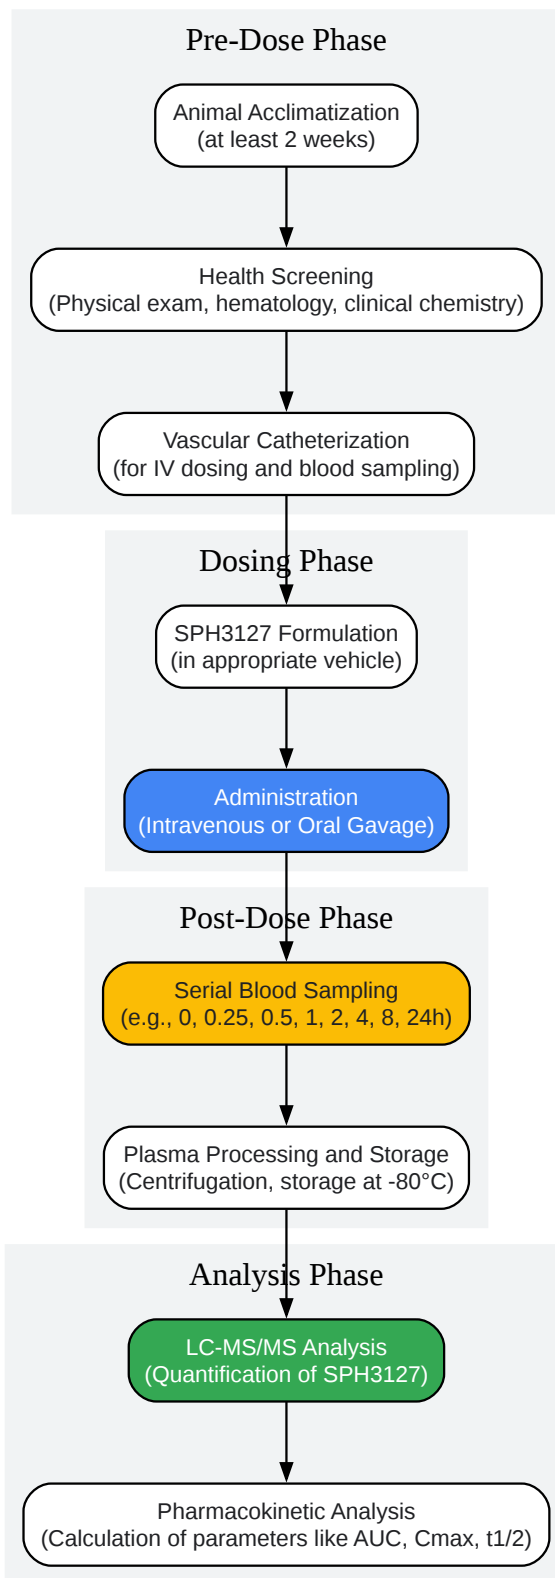 Pre-Dose Phase
Animal Acclimatization
(at least 2 weeks)
Health Screening
(Physical exam, hematology, clinical chemistry)
Vascular Catheterization
(for IV dosing and blood sampling)
Dosing Phase
SPH3127 Formulation
(in appropriate vehicle)
Administration
(Intravenous or Oral Gavage)
Post-Dose Phase
Serial Blood Sampling
(e.g., 0, 0.25, 0.5, 1, 2, 4, 8, 24h)
Plasma Processing and Storage
(Centrifugation, storage at -80°C)
Analysis Phase
LC-MS/MS Analysis
(Quantification of SPH3127)
Pharmacokinetic Analysis
(Calculation of parameters like AUC, Cmax, t1/2)